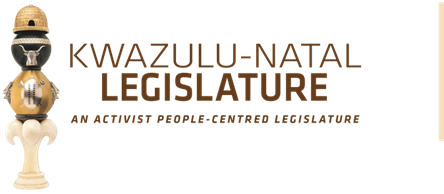 KWAZULU-NATAL
LEGISLATURE
AN ACTIVIST PEOPLE-CENTRED LEGISLATURE